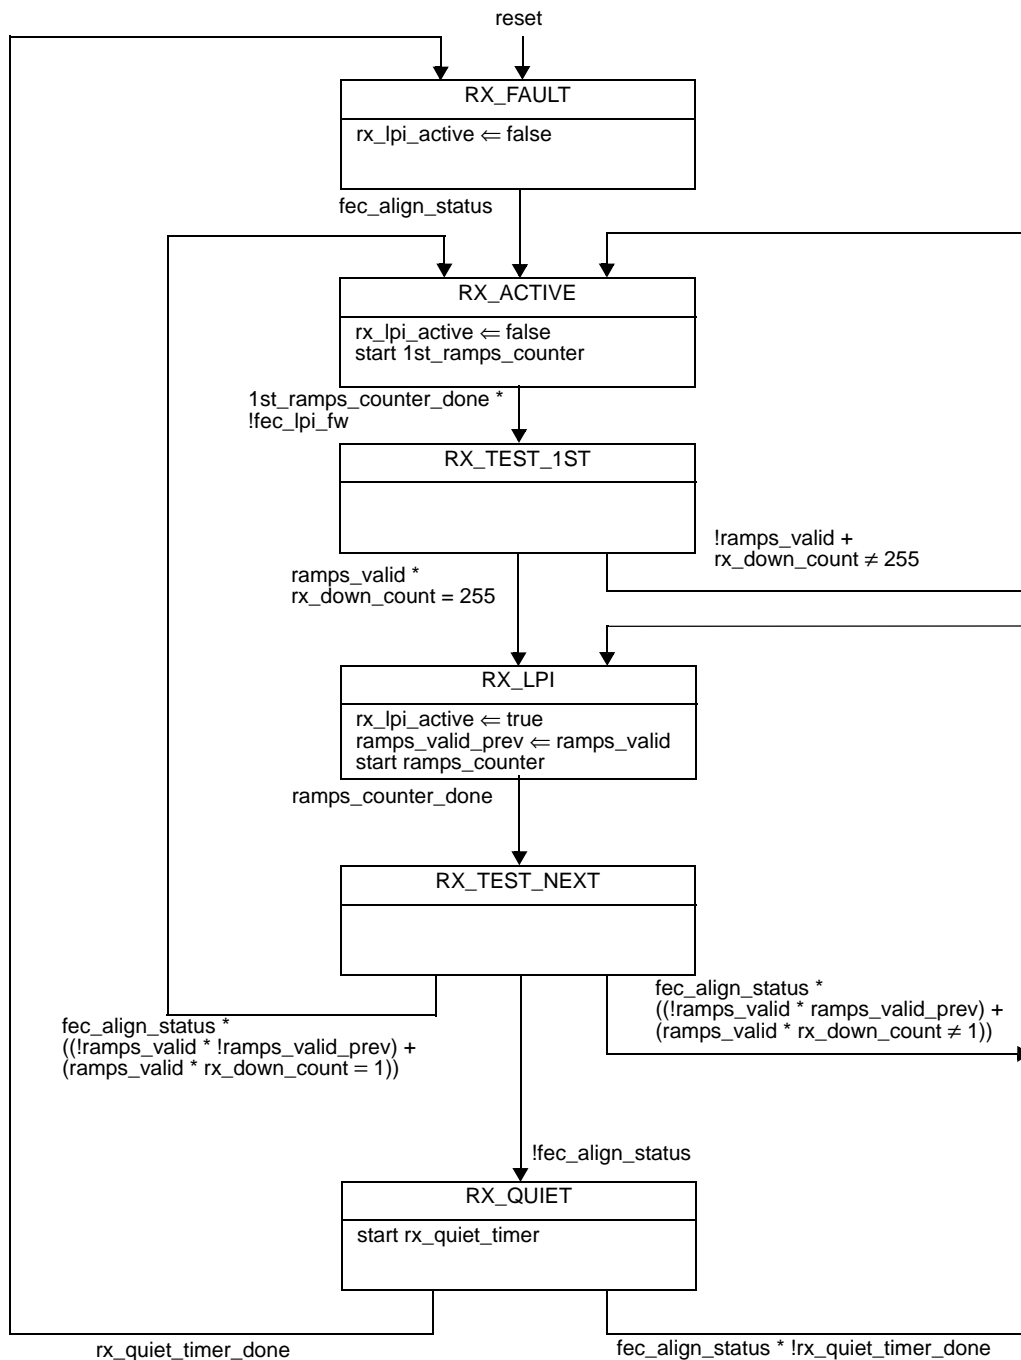 reset
RX_FAULT
rx_lpi_active ⇐ false
fec_align_status
RX_ACTIVE
rx_lpi_active ⇐ false
start 1st_ramps_counter
1st_ramps_counter_done *
!fec_lpi_fw
RX_TEST_1ST
!ramps_valid +
rx_down_count ≠ 255
ramps_valid *
rx_down_count = 255
RX_LPI
rx_lpi_active ⇐ true
ramps_valid_prev ⇐ ramps_valid
start ramps_counter
ramps_counter_done
RX_TEST_NEXT
fec_align_status *
((!ramps_valid * !ramps_valid_prev) +
(ramps_valid * rx_down_count = 1))
fec_align_status *
((!ramps_valid * ramps_valid_prev) +
(ramps_valid * rx_down_count ≠ 1))
!fec_align_status
RX_QUIET
start rx_quiet_timer
rx_quiet_timer_done
fec_align_status * !rx_quiet_timer_done